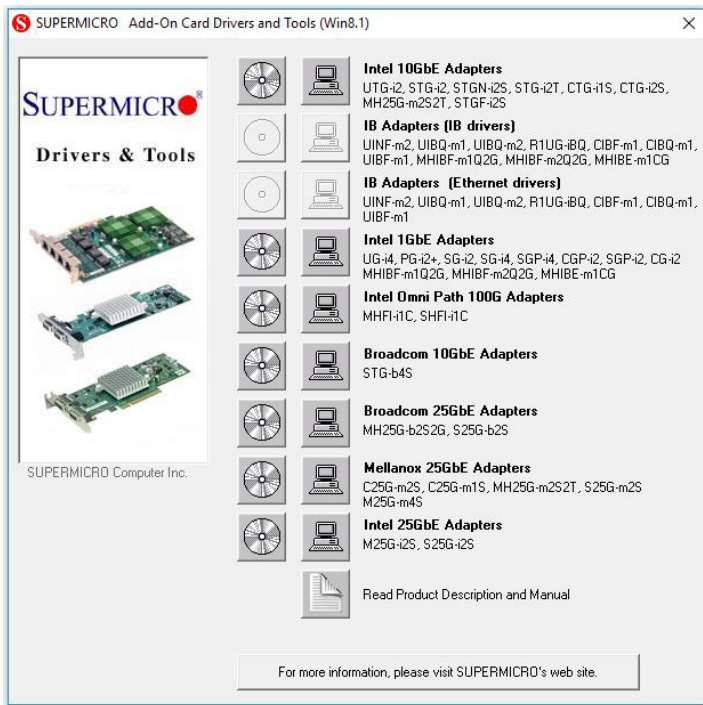 SUPERMICRO Add-On Card Drivers and Tools (Win8.1)
SUPERMICRO®
Drivers & Tools
SUPERMICRO Computer Inc.
Intel 10GbE Adapters
UTG-i2, STG-i2, STGN-i2S, STG-i2T, CTG-i1S, CTG-i2S,
MH25G-m2S2T, STGF-i2S
IB Adapters (IB drivers)
UINF-m2, UIBQ-m1, UIBQ-m2, R1UG-iBQ, CIBF-m1, CIBQ-m1,
UIBF-m1, MHIBF-m1Q2G, MHIBF-m2Q2G, MHIBE-m1CG
IB Adapters (Ethernet drivers)
UINF-m2, UIBQ-m1, UIBQ-m2, R1UG-iBQ, CIBF-m1, CIBQ-m1,
UIBF-m1
Intel 1GbE Adapters
UG-i4, PG-i2+, SG-i2, SG-i4, SGP-i4, CGP-i2, SGP-i2, CG-i2
MHIBF-m1Q2G, MHIBF-m2Q2G, MHIBE-m1CG
Intel Omni Path 100G Adapters
MHFI-i1C, SHFI-i1C
Broadcom 10GbE Adapters
STG-b4S
Broadcom 25GbE Adapters
MH25G-b2S2G, S25G-b2S
Mellanox 25GbE Adapters
C25G-m2S, C25G-m1S, MH25G-m2S2T, S25G-m2S
M25G-m4S
Intel 25GbE Adapters
M25G-i2S, S25G-i2S
Read Product Description and Manual
For more information, please visit SUPERMICRO's web site.